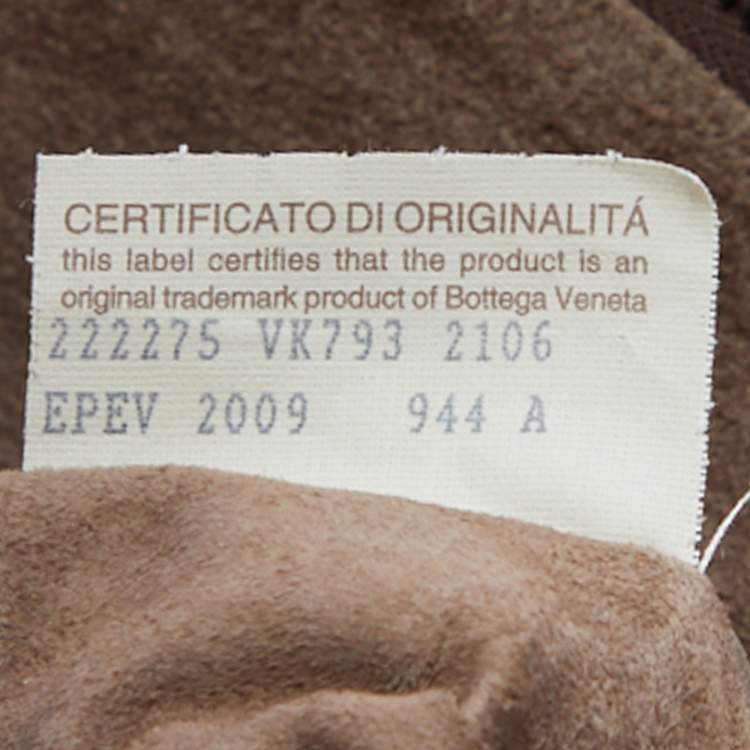 CERTIFICATO DI ORIGINALITÁ
this label certifies that the product is an
original trademark product of Bottega Veneta
222275 VK793 2106
EPEV 2009 944 A